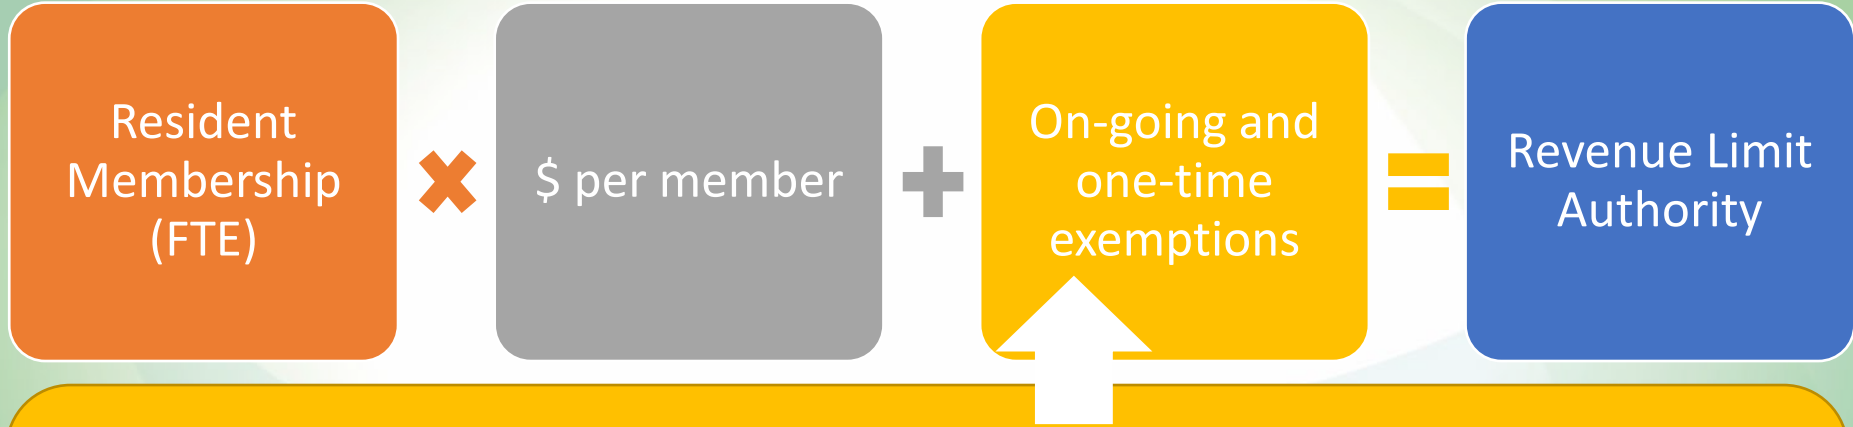 Resident
Membership
(FTE)
$ per member
On-going and
one-time
exemptions
Revenue Limit
Authority